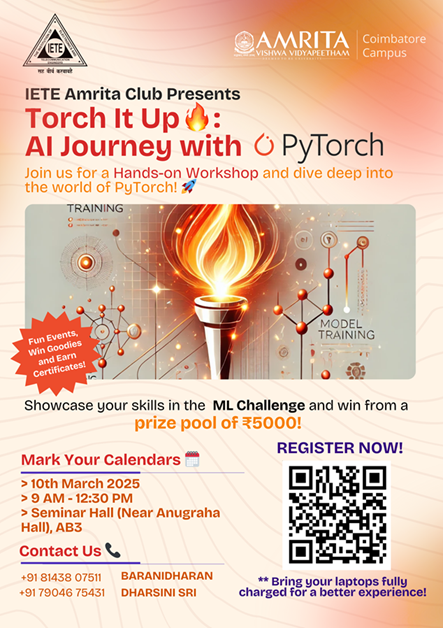 IETE
सह वीर्यं करवावहै
AMRITA
VISHWA VIDYAPEETHAM
Coimbatore
Campus
IETE Amrita Club Presents
Torch It Up🔥:
AI Journey with PyTorch
Join us for a Hands-on Workshop and dive deep into
the world of PyTorch! 🚀
TRAINING
MODEL
TRAINING
Fun Events,
Win Goodies
and Earn
Certificates!
Showcase your skills in the ML Challenge and win from a
prize pool of ₹5000!
Mark Your Calendars 🗓️
> 10th March 2025
> 9 AM - 12:30 PM
> Seminar Hall (Near Anugraha
Hall), AB3
Contact Us 📞
+91 81438 07511 BARANIDHARAN
+91 79046 75431 DHARSINI SRI
REGISTER NOW!
** Bring your laptops fully
charged for a better experience!